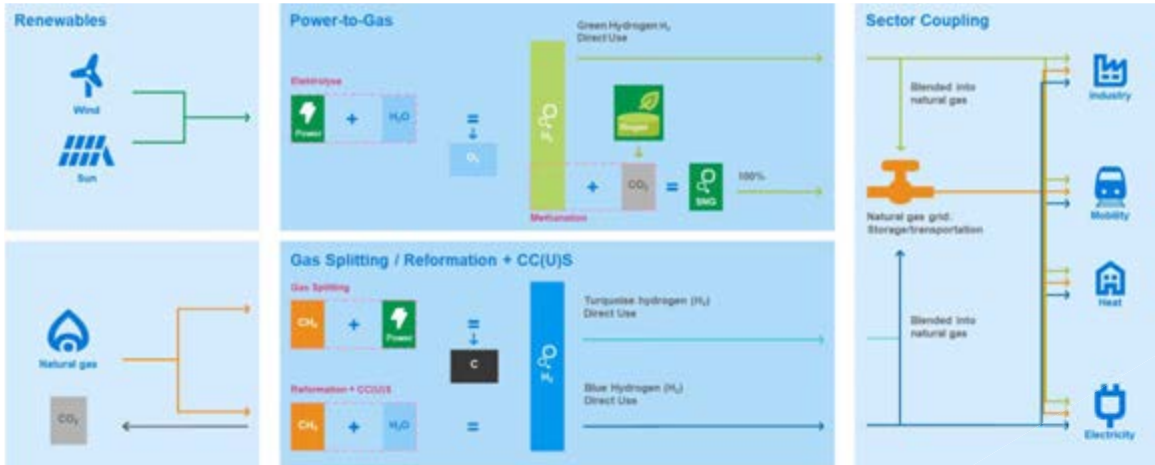 Renewables
Wind
Sun
Natural gas
CO₂
Power-to-Gas
Electrolyse
Power
+
H₂O
=
O₂
H₂
Green Hydrogen H₂
Direct Use
Biogas
+
CO₂
=
SNG
100%
Methanation
Gas Splitting / Reformation + CC(U)S
Gas Splitting
CH₄
+
Power
=
C
Reformation + CC(U)S
CH₄
+
H₂O
=
H₂
Turquoise hydrogen (H₂)
Direct Use
Blue Hydrogen (H₂)
Direct Use
Sector Coupling
Blended into
natural gas
Natural gas grid:
Storage/transportation
Blended into
natural gas
Industry
Mobility
Heat
Electricity